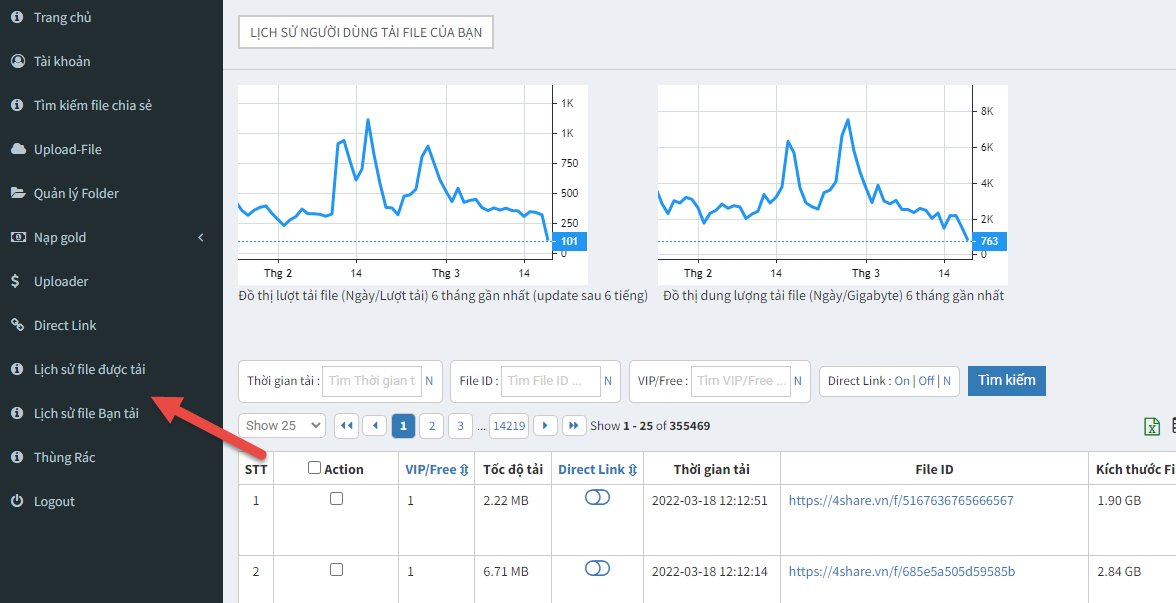 Trang chủ
Tài khoản
Tìm kiếm file chia sẻ
Upload-File
Quản lý Folder
Nạp gold
Uploader
Direct Link
Lịch sử file được tải
Lịch sử file Bạn tải
Thùng Rác
Logout
LỊCH SỬ NGƯỜI DÙNG TẢI FILE CỦA BẠN
1K
1K
750
500
250
101
0
Thg 2 14 Thg 3 14
Đồ thị lượt tải file (Ngày/Lượt tải) 6 tháng gần nhất (update sau 6 tiếng)
8K
6K
4K
2K
763
0
Thg 2 14 Thg 3 14
Đồ thị dung lượng tải file (Ngày/Gigabyte) 6 tháng gần nhất
Thời gian tải : Tìm Thời gian t N File ID : Tìm File ID ... N VIP/Free : Tìm VIP/Free ... N Direct Link : On | Off | N Tìm kiếm
Show 25 1 2 3 ... 14219 Show 1 - 25 of 355469
STT Action VIP/Free Tốc độ tải Direct Link Thời gian tải File ID Kích thước Fi
1 1 2.22 MB 2022-03-18 12:12:51 https://4share.vn/f/5167636765666567 1.90 GB
2 1 6.71 MB 2022-03-18 12:12:14 https://4share.vn/f/685e5a505d59585b 2.84 GB